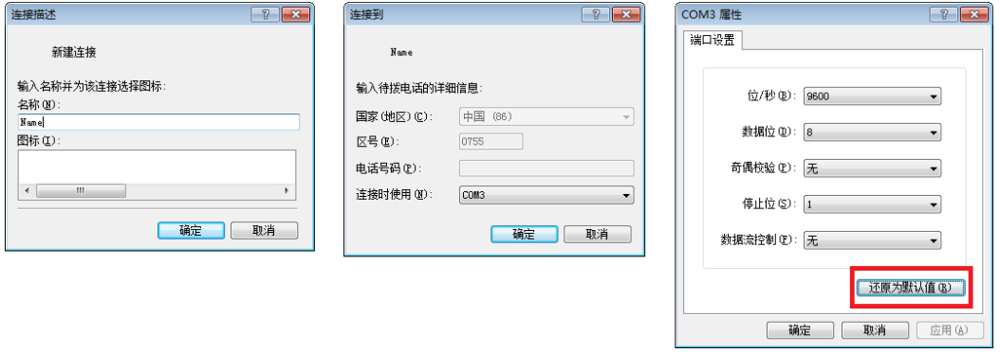 连接描述
新建连接
输入名称并为该连接选择图标:
名称(N):
Name
图标(I):
确定 取消
连接到
Name
输入待拨电话的详细信息:
国家(地区)(C): 中国 (86)
区号(E): 0755
电话号码(P):
连接时使用(N): COM3
确定 取消
COM3 属性
端口设置
位/秒(B): 9600
数据位(D): 8
奇偶校验(P): 无
停止位(S): 1
数据流控制(F): 无
还原为默认值(R)
确定 取消 应用(A)